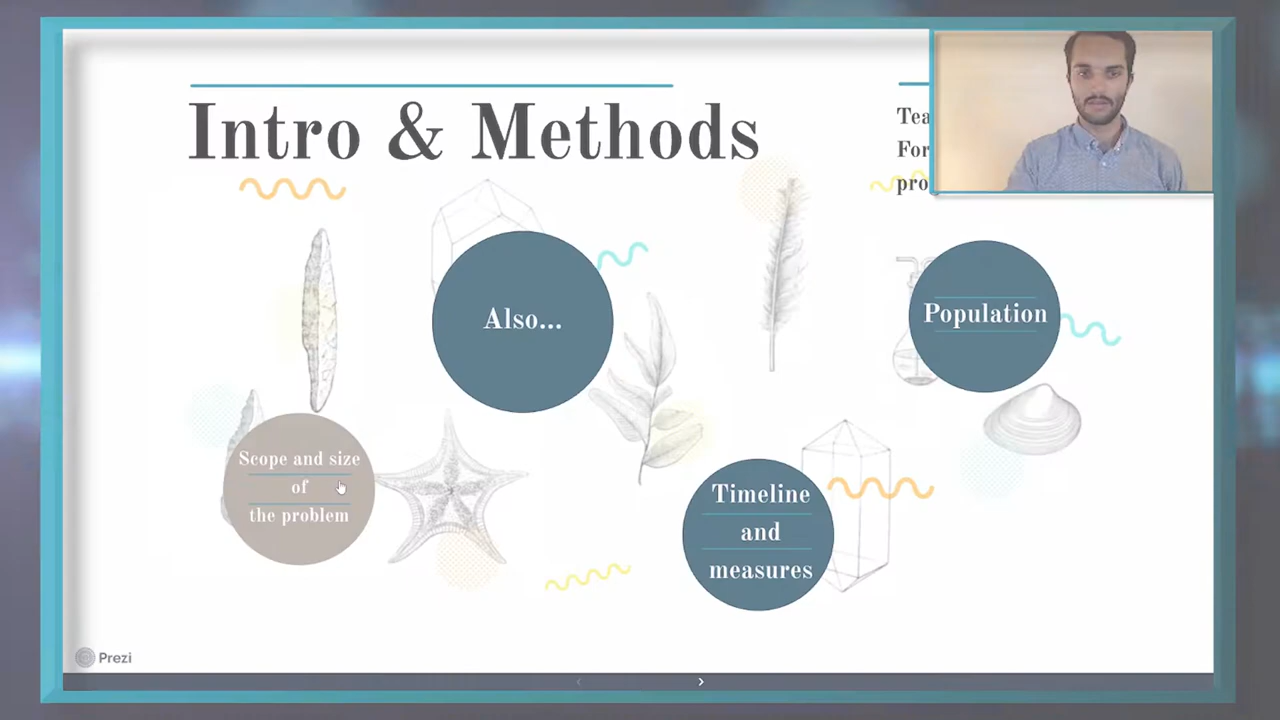 Intro & Methods
Also...
Population
Scope and size
of
the problem
Timeline
and
measures
Prezi